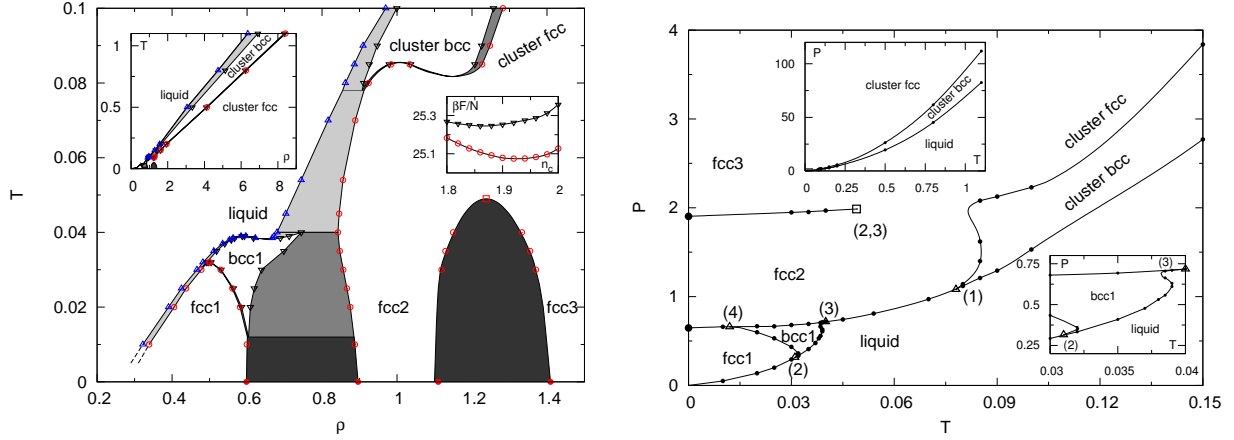 0.1
0.08
0.06
0.04
0.02
0
T
0.2
0.4
0.6
0.8
1
1.2
1.4
ρ
liquid
bcc1
fcc1
fcc2
fcc3
cluster bcc
cluster fcc
T
1
0.5
0
0 2 4 6 8
ρ
liquid
cluster bcc
cluster fcc
βF/N
25.3
25.1
n_c
1.8 1.9 2
5
4
3
2
1
0
P
0 0.03 0.06 0.09 0.12 0.15
T
fcc3
fcc2
fcc1
bcc1
liquid
cluster fcc
cluster bcc
(2,3)
(1)
(4)
(3)
(2)
P
100
50
0
0 0.25 0.5 0.75 1
T
cluster fcc
cluster bcc
liquid
P
0.75
0.50
0.25
(3)
bcc1
liquid
(2)
T
0.03 0.035 0.04